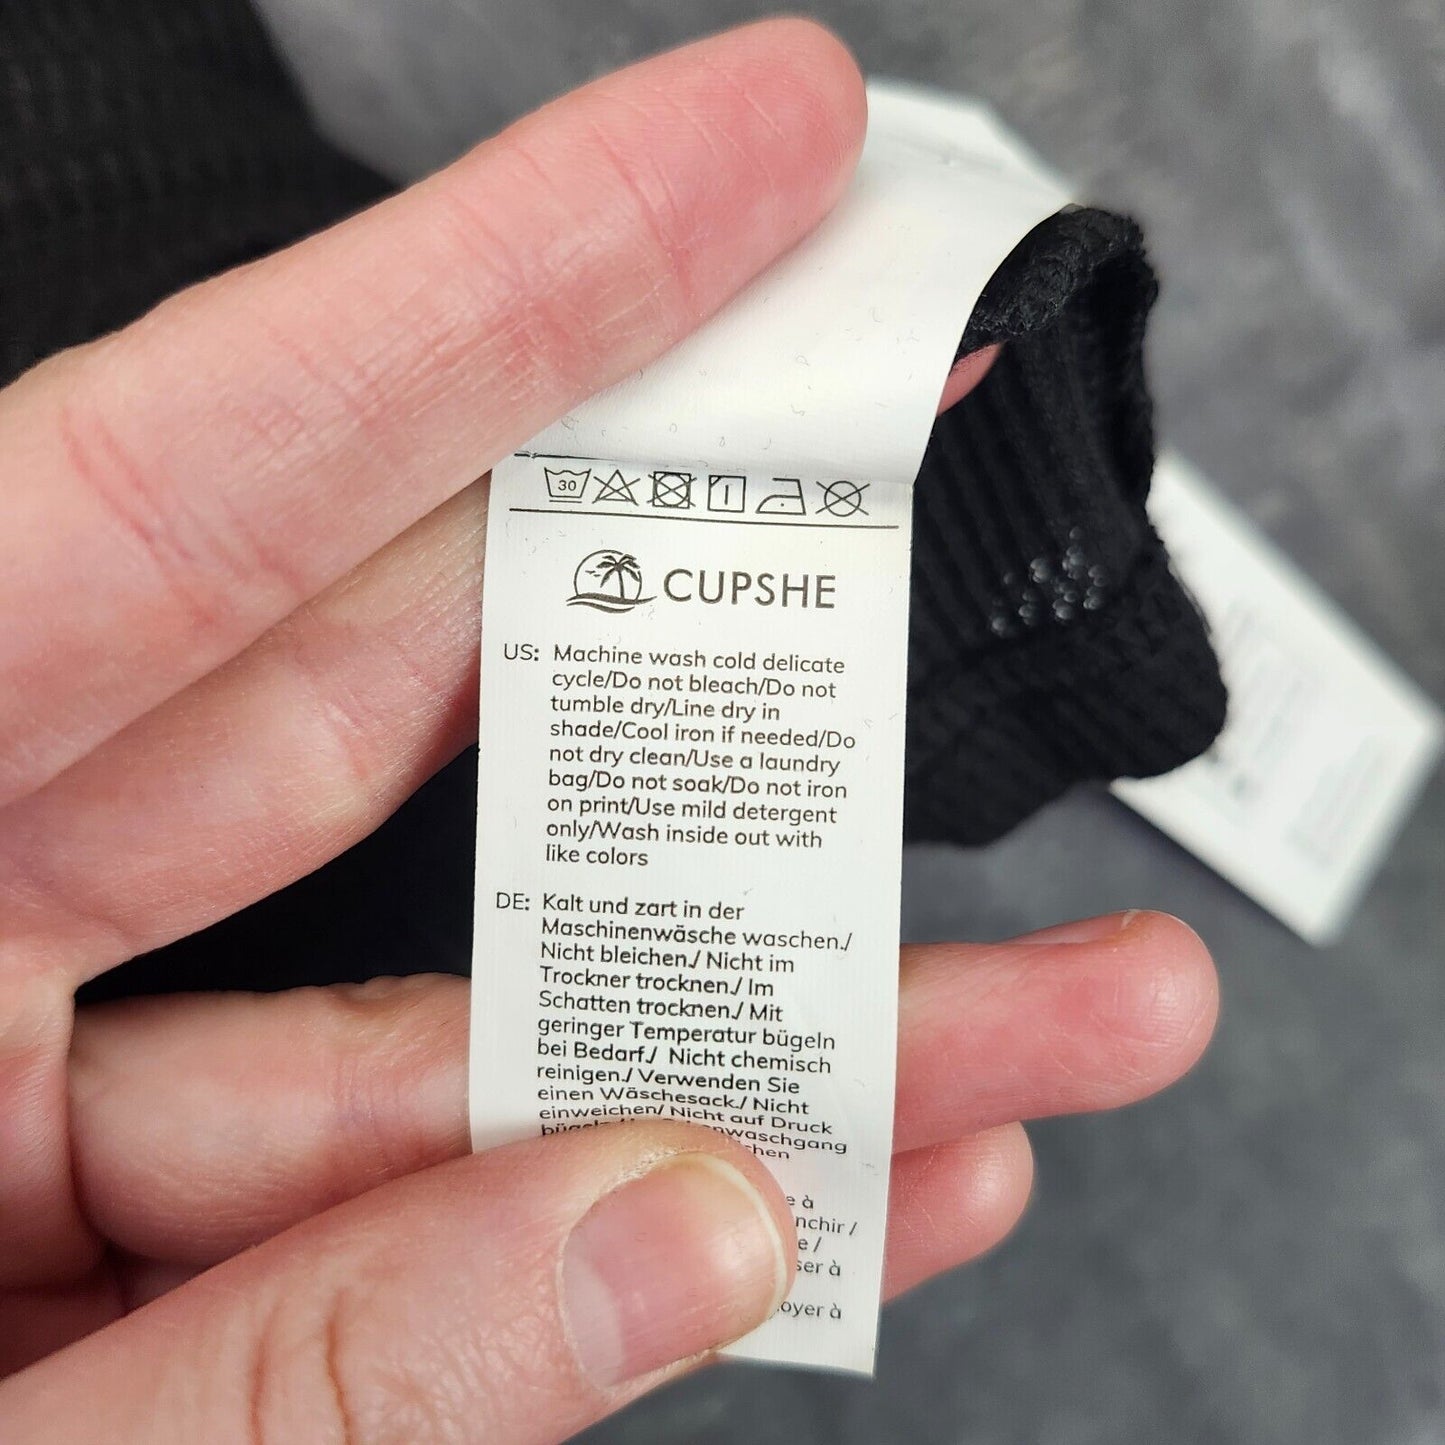 30
CUPSHE
US: Machine wash cold delicate
cycle/Do not bleach/Do not
tumble dry/Line dry in
shade/Cool iron if needed/Do
not dry clean/Use a laundry
bag/Do not soak/Do not iron
on print/Use mild detergent
only/Wash inside out with
like colors
DE: Kalt und zart in der
Maschinenwäsche waschen./
Nicht bleichen./ Nicht im
Trockner trocknen./ Im
Schatten trocknen./ Mit
geringer Temperatur bügeln
bei Bedarf./ Nicht chemisch
reinigen./ Verwenden Sie
einen Wäschesack./ Nicht
einweichen/ Nicht auf Druck
à
/
/
à
à